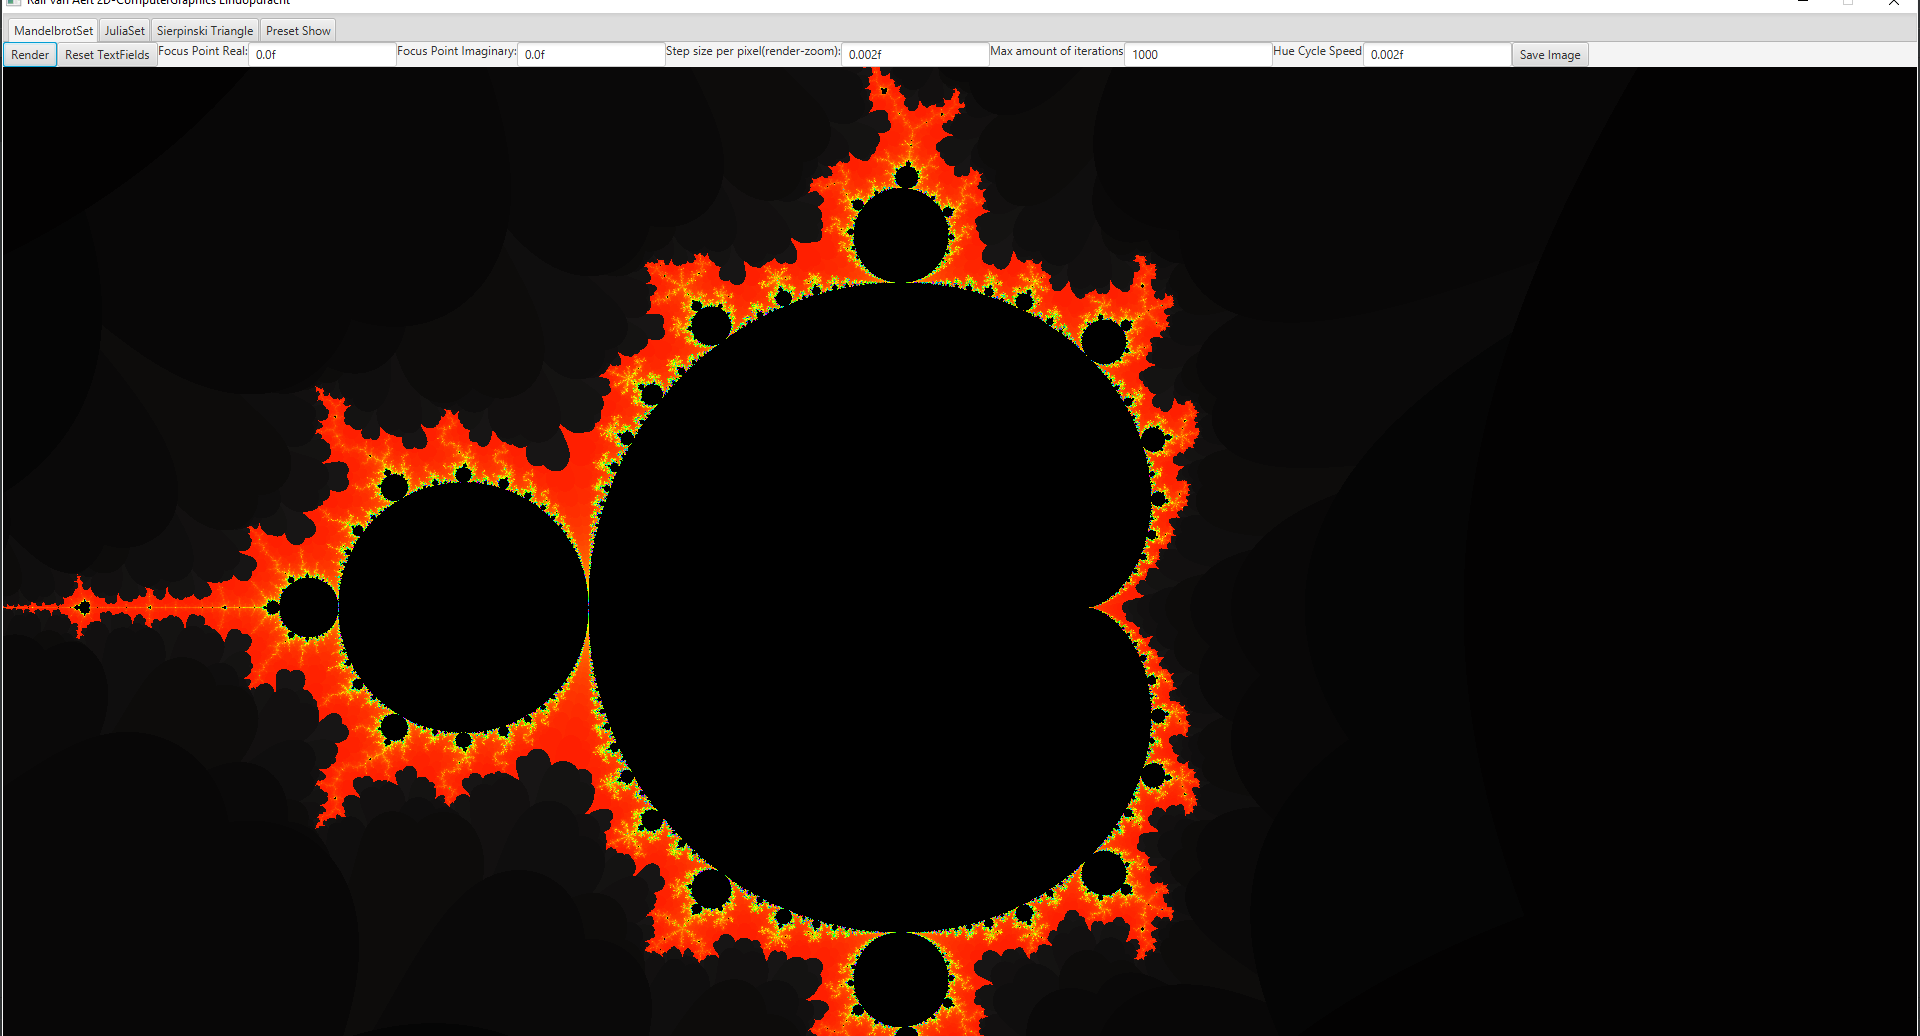 Ralf van Aert 2D-ComputerGraphics Eindopdracht
MandelbrotSet JuliaSet Sierpinski Triangle Preset Show
Render Reset TextFields Focus Point Real: 0.0f Focus Point Imaginary: 0.0f Step size per pixel(render-zoom): 0.002f Max amount of iterations 1000 Hue Cycle Speed 0.002f Save Image